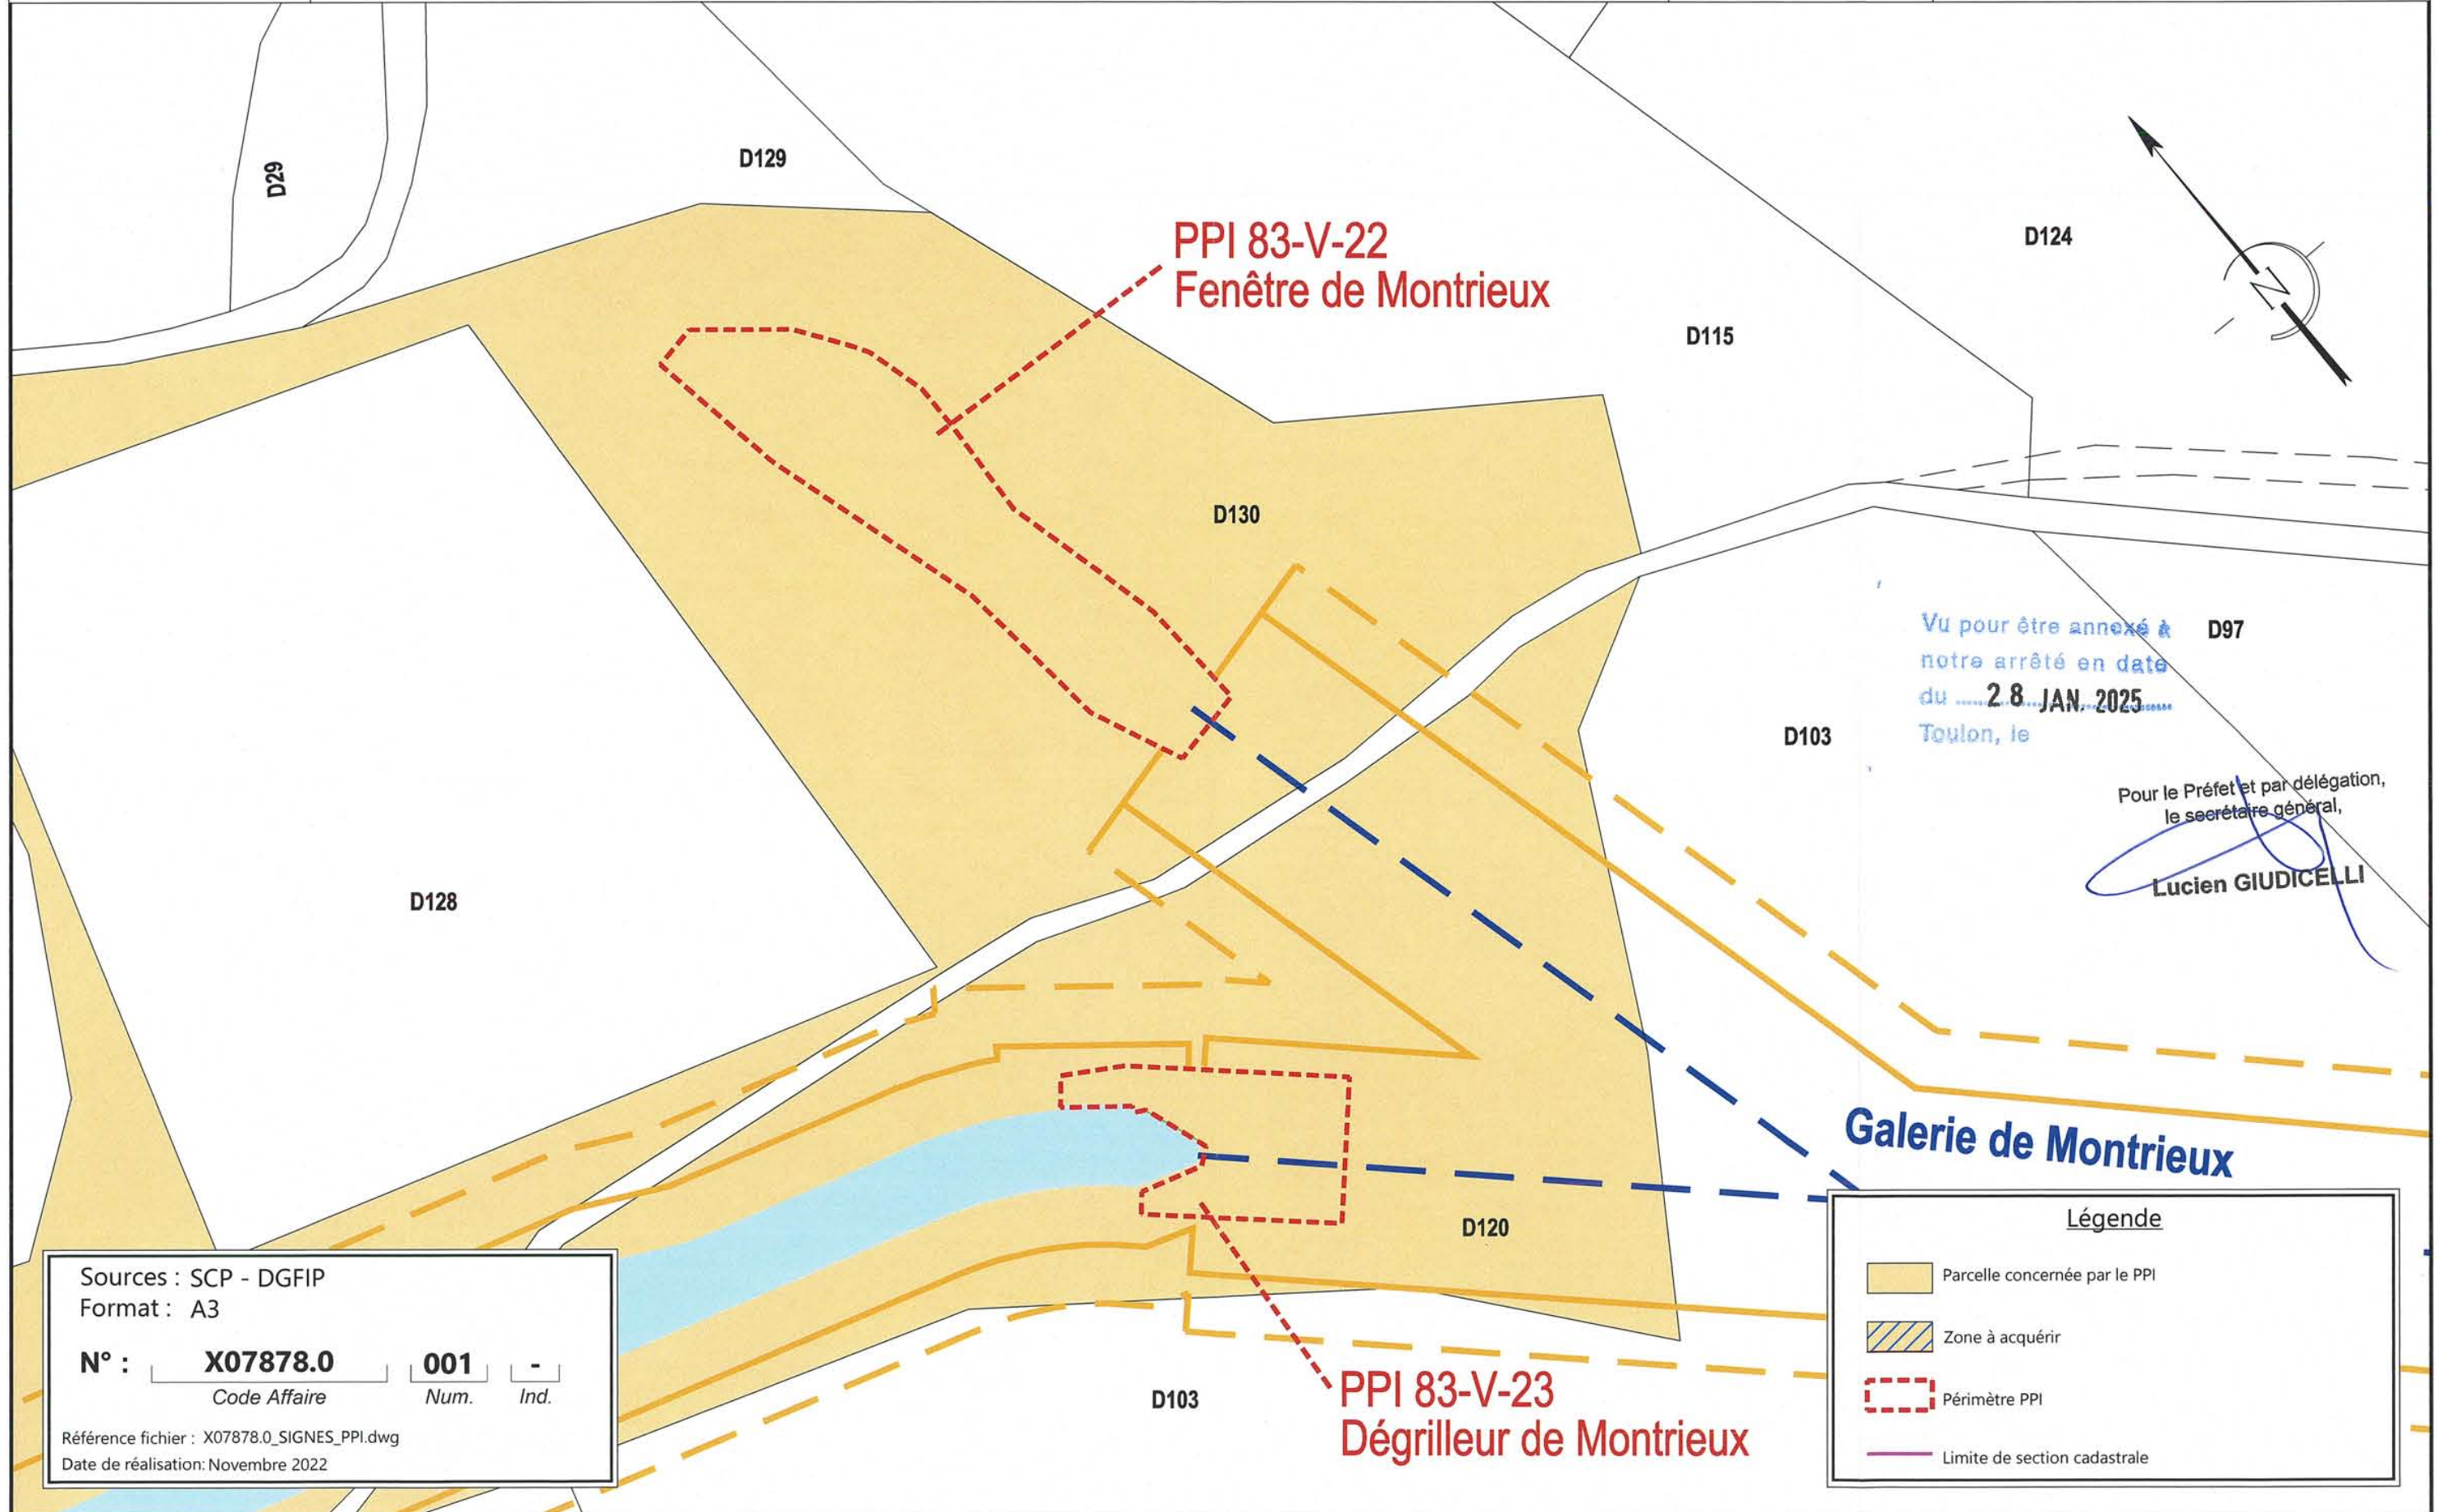 D29
D129
PPI 83-V-22
Fenêtre de Montrieux
D124
N
D115
D130
Vu pour être annexé à
notre arrêté en date
du 28 JAN. 2025
Toulon, le
D97
D103
Pour le Préfet et par délégation,
le secrétaire général,
Lucien GIUDICELLI
D128
Galerie de Montrieux
D120
D103
PPI 83-V-23
Dégrilleur de Montrieux
Sources : SCP - DGFIP
Format : A3
N° : X07878.0 001 -
Code Affaire Num. Ind.
Référence fichier : X07878.0_SIGNES_PPI.dwg
Date de réalisation: Novembre 2022
Légende
Parcelle concernée par le PPI
Zone à acquérir
Périmètre PPI
Limite de section cadastrale